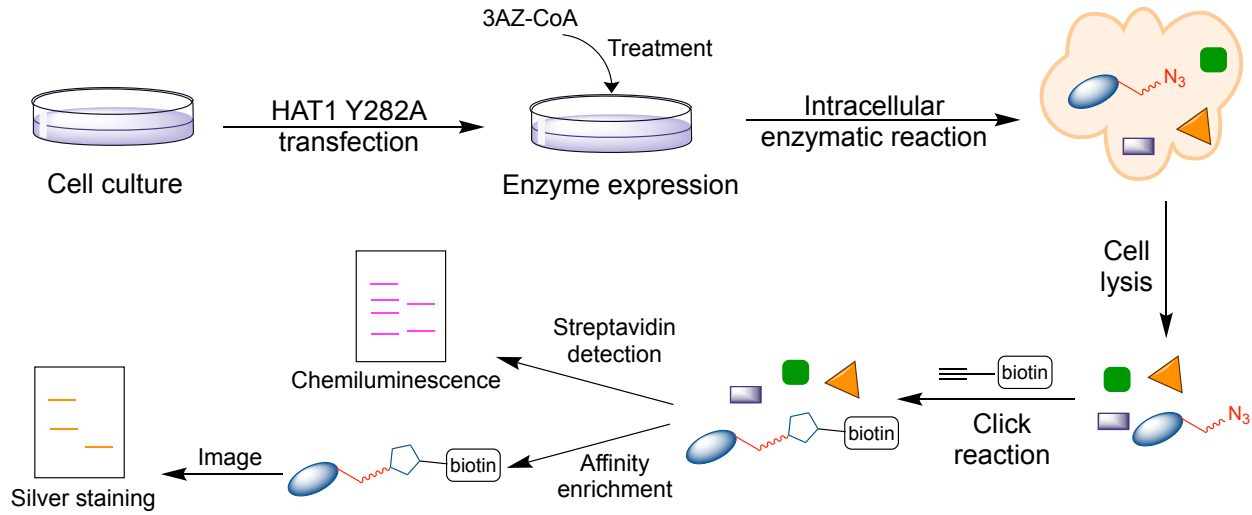 3AZ-CoA
Treatment
HAT1 Y282A
transfection
Cell culture
Enzyme expression
Intracellular
enzymatic reaction
N3
Cell
lysis
N3
biotin
Click
reaction
biotin
Streptavidin
detection
Chemiluminescence
Affinity
enrichment
biotin
Image
Silver staining